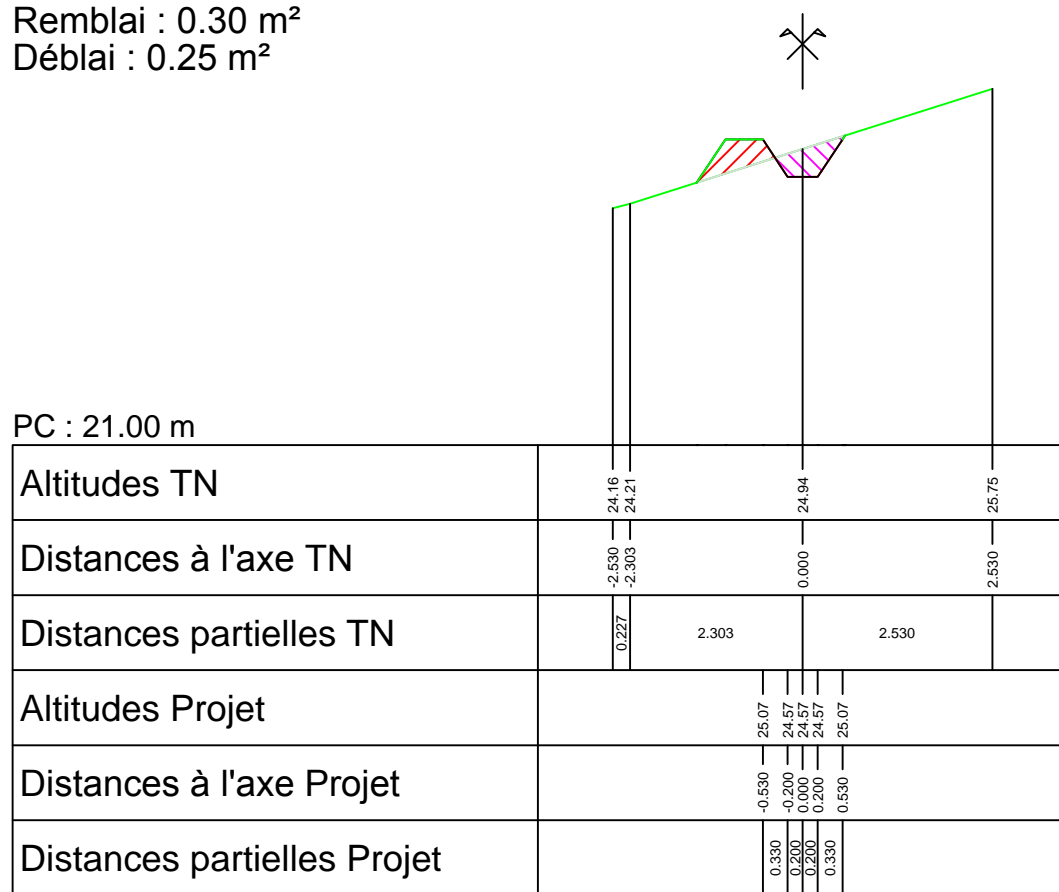 Remblai : 0.30 m²
Déblai : 0.25 m²
PC : 21.00 m
Altitudes TN 24.16 24.21 24.94 25.75
Distances à l'axe TN -2.530 -2.303 0.000 2.530
Distances partielles TN 0.227 2.303 2.530
Altitudes Projet 25.07 24.57 24.57 24.57 25.07
Distances à l'axe Projet -0.530 -0.200 0.000 0.200 0.530
Distances partielles Projet 0.330 0.200 0.200 0.330